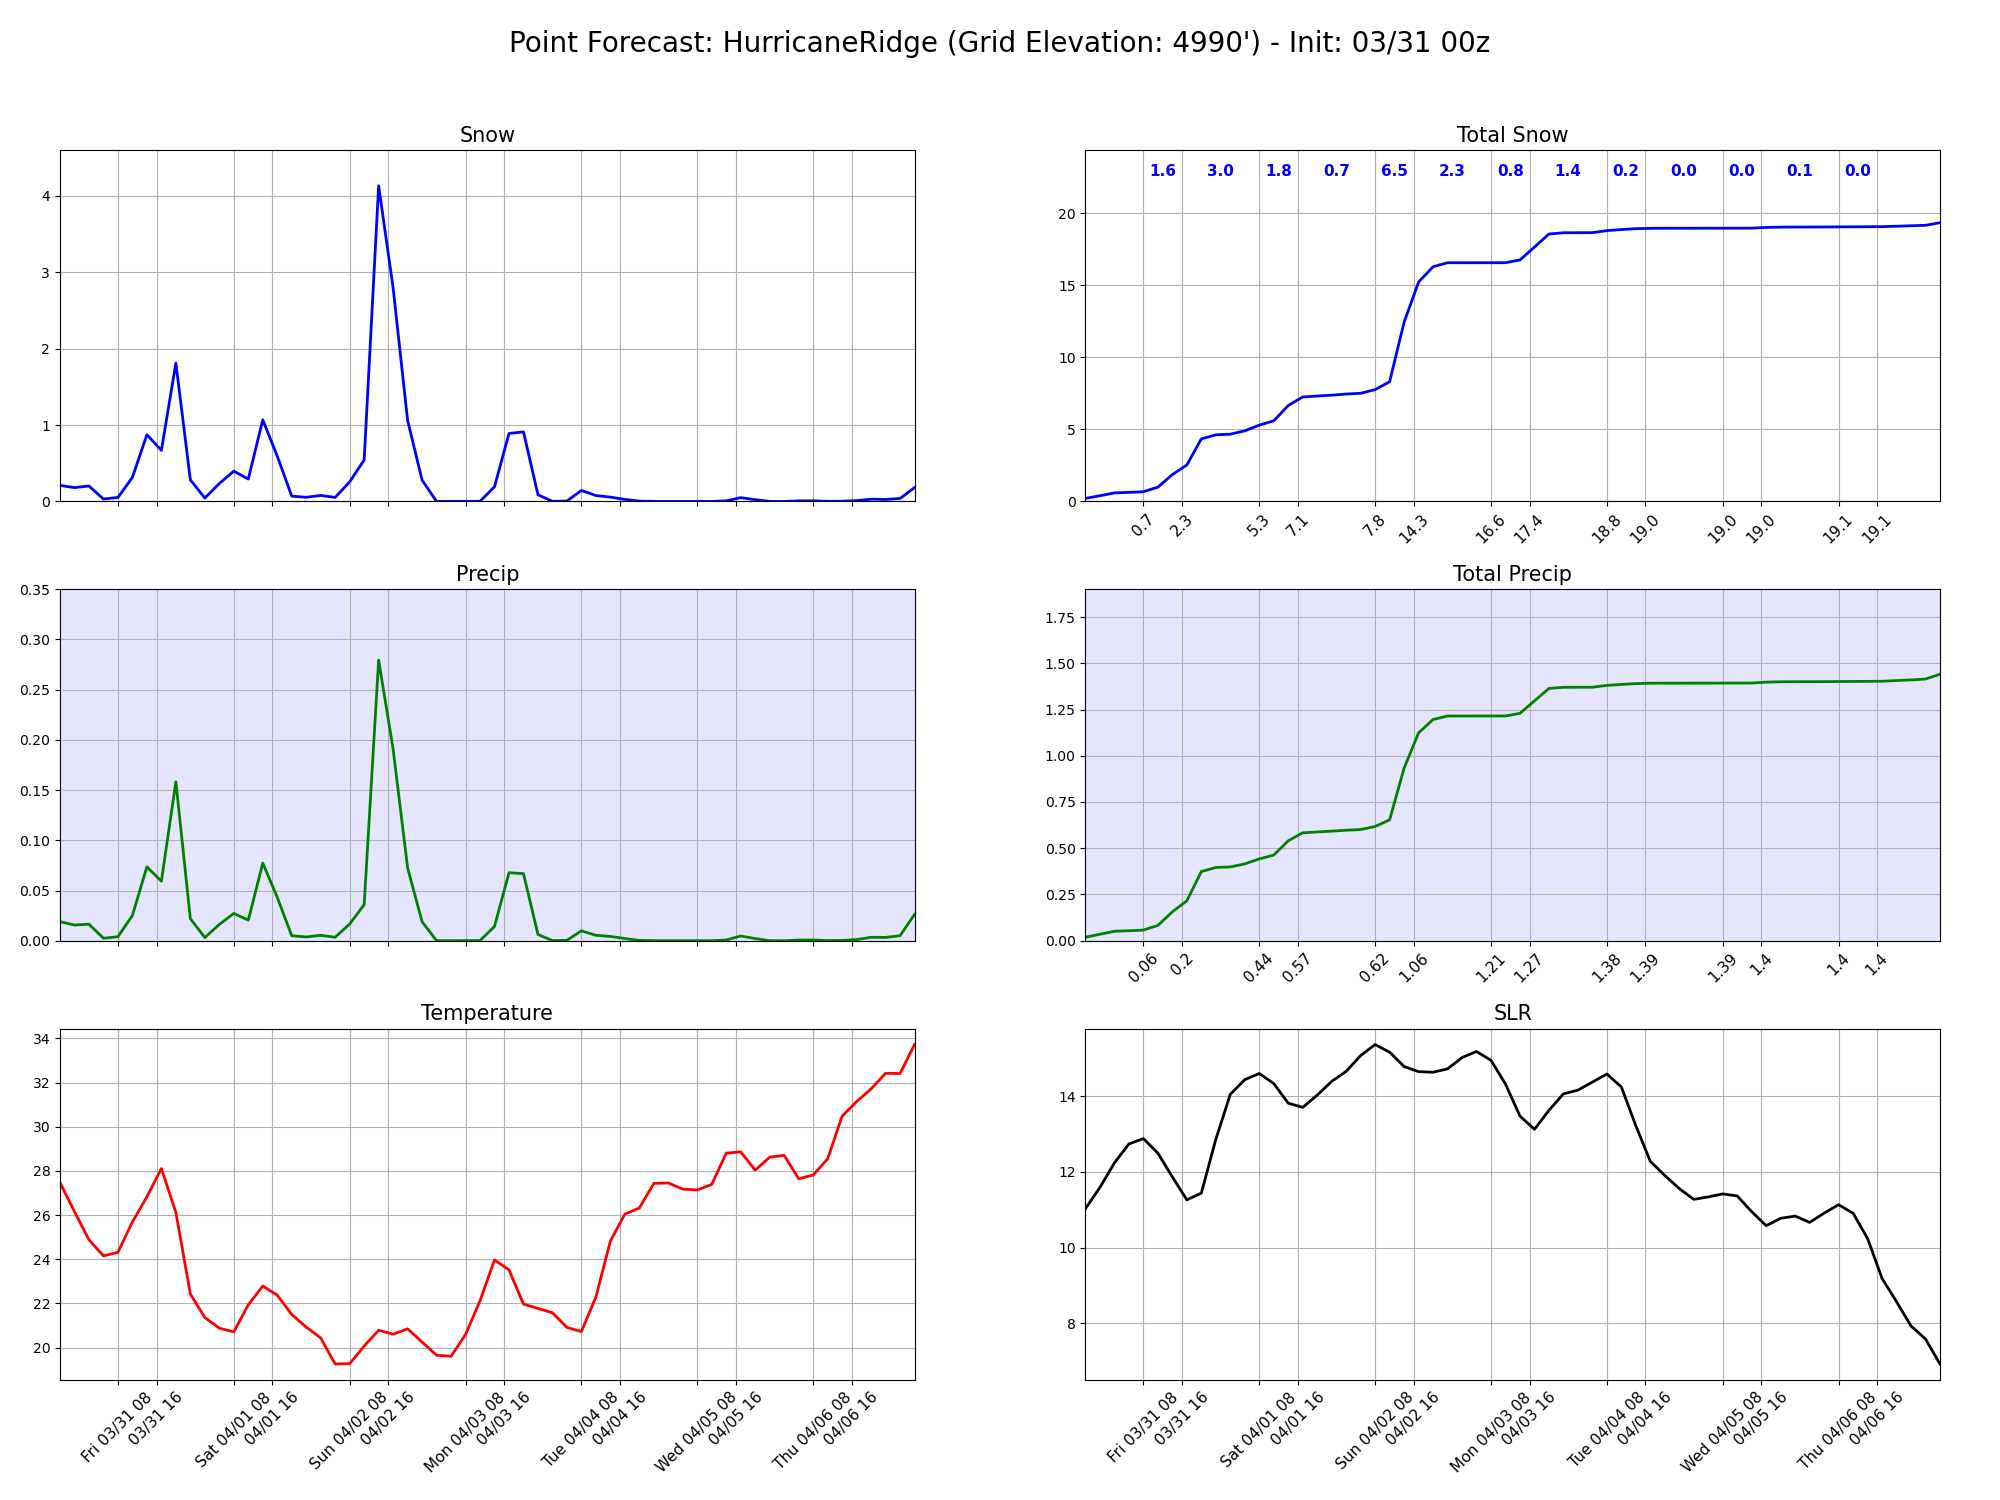 Point Forecast: HurricaneRidge (Grid Elevation: 4990') - Init: 03/31 00z
Snow
4
3
2
1
0
Total Snow
1.6 3.0 1.8 0.7 6.5 2.3 0.8 1.4 0.2 0.0 0.0 0.1 0.0
20
15
10
5
0
0.7 2.3 5.3 7.1 7.8 14.3 16.6 17.4 18.8 19.0 19.0 19.0 19.1 19.1
Precip
0.35
0.30
0.25
0.20
0.15
0.10
0.05
0.00
Total Precip
1.75
1.50
1.25
1.00
0.75
0.50
0.25
0.00
0.06 0.2 0.44 0.57 0.62 1.06 1.21 1.27 1.38 1.39 1.39 1.4 1.4 1.4
Temperature
34
32
30
28
26
24
22
20
Fri 03/31 08
03/31 16
Sat 04/01 08
04/01 16
Sun 04/02 08
04/02 16
Mon 04/03 08
04/03 16
Tue 04/04 08
04/04 16
Wed 04/05 08
04/05 16
Thu 04/06 08
04/06 16
SLR
14
12
10
8
Fri 03/31 08
03/31 16
Sat 04/01 08
04/01 16
Sun 04/02 08
04/02 16
Mon 04/03 08
04/03 16
Tue 04/04 08
04/04 16
Wed 04/05 08
04/05 16
Thu 04/06 08
04/06 16